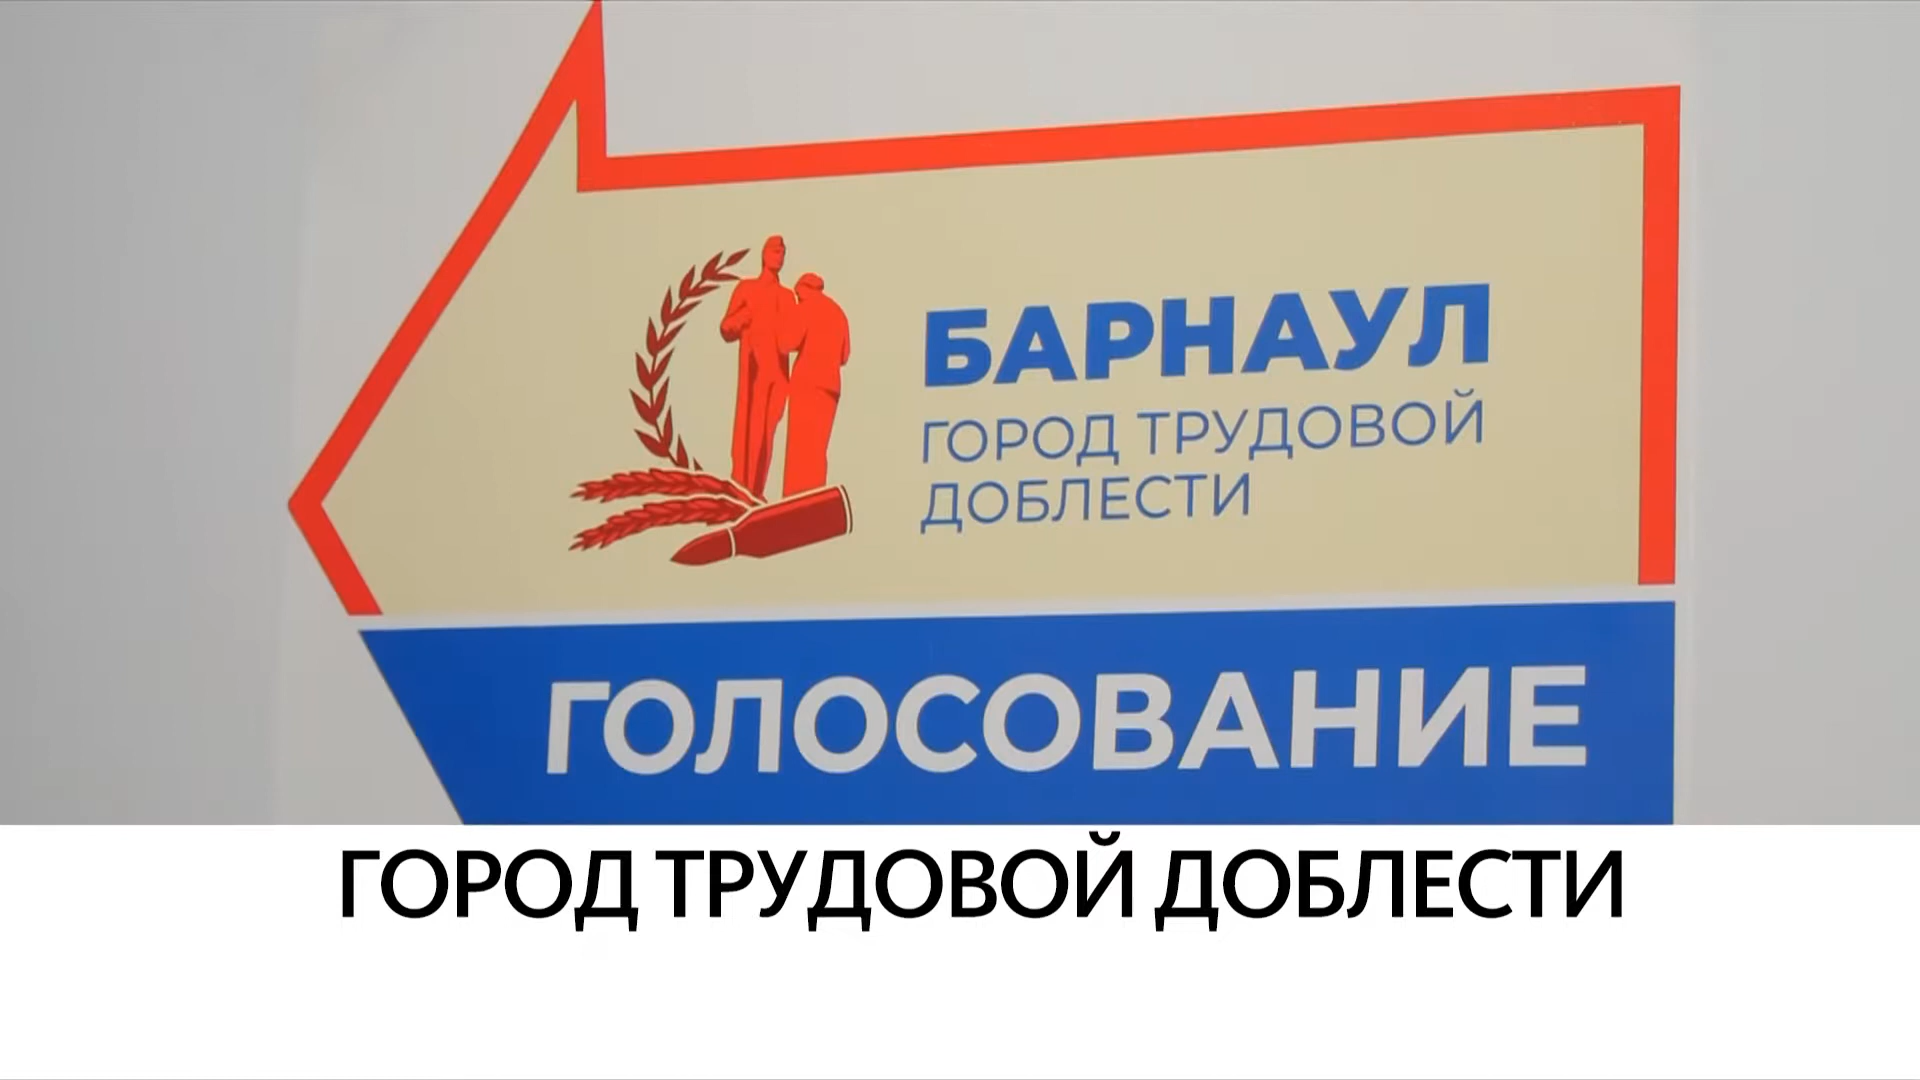 БАРНАУЛ
ГОРОД ТРУДОВОЙ
ДОБЛЕСТИ
ГОЛОСОВАНИЕ
ГОРОД ТРУДОВОЙ ДОБЛЕСТИ